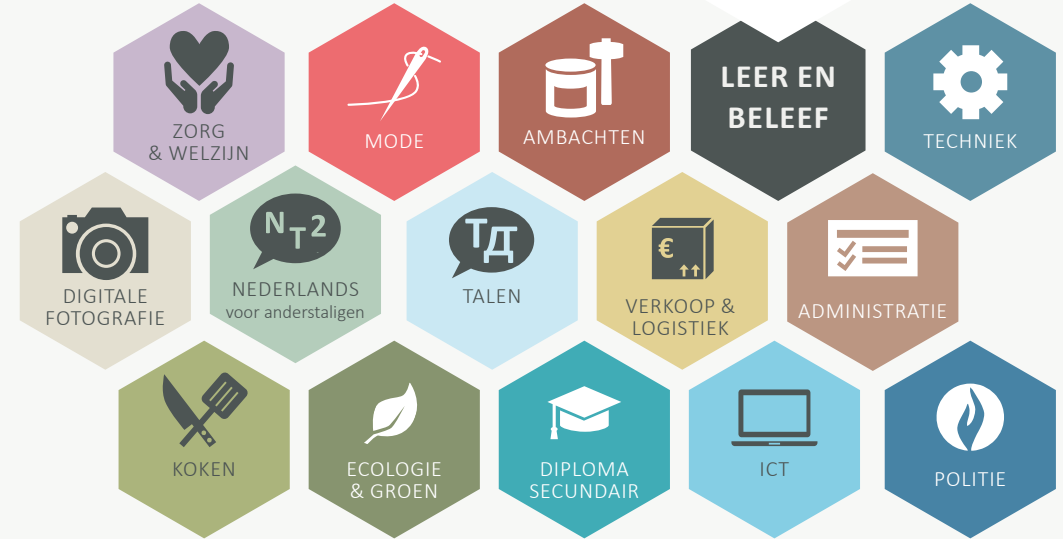 ZORG
& WELZIJN
MODE
AMBACHTEN
LEER EN
BELEEF
TECHNIEK
DIGITALE
FOTOGRAFIE
NT2
NEDERLANDS
voor anderstaligen
TД
TALEN
€
VERKOOP &
LOGISTIEK
ADMINISTRATIE
KOKEN
ECOLOGIE
& GROEN
DIPLOMA
SECUNDAIR
ICT
POLITIE